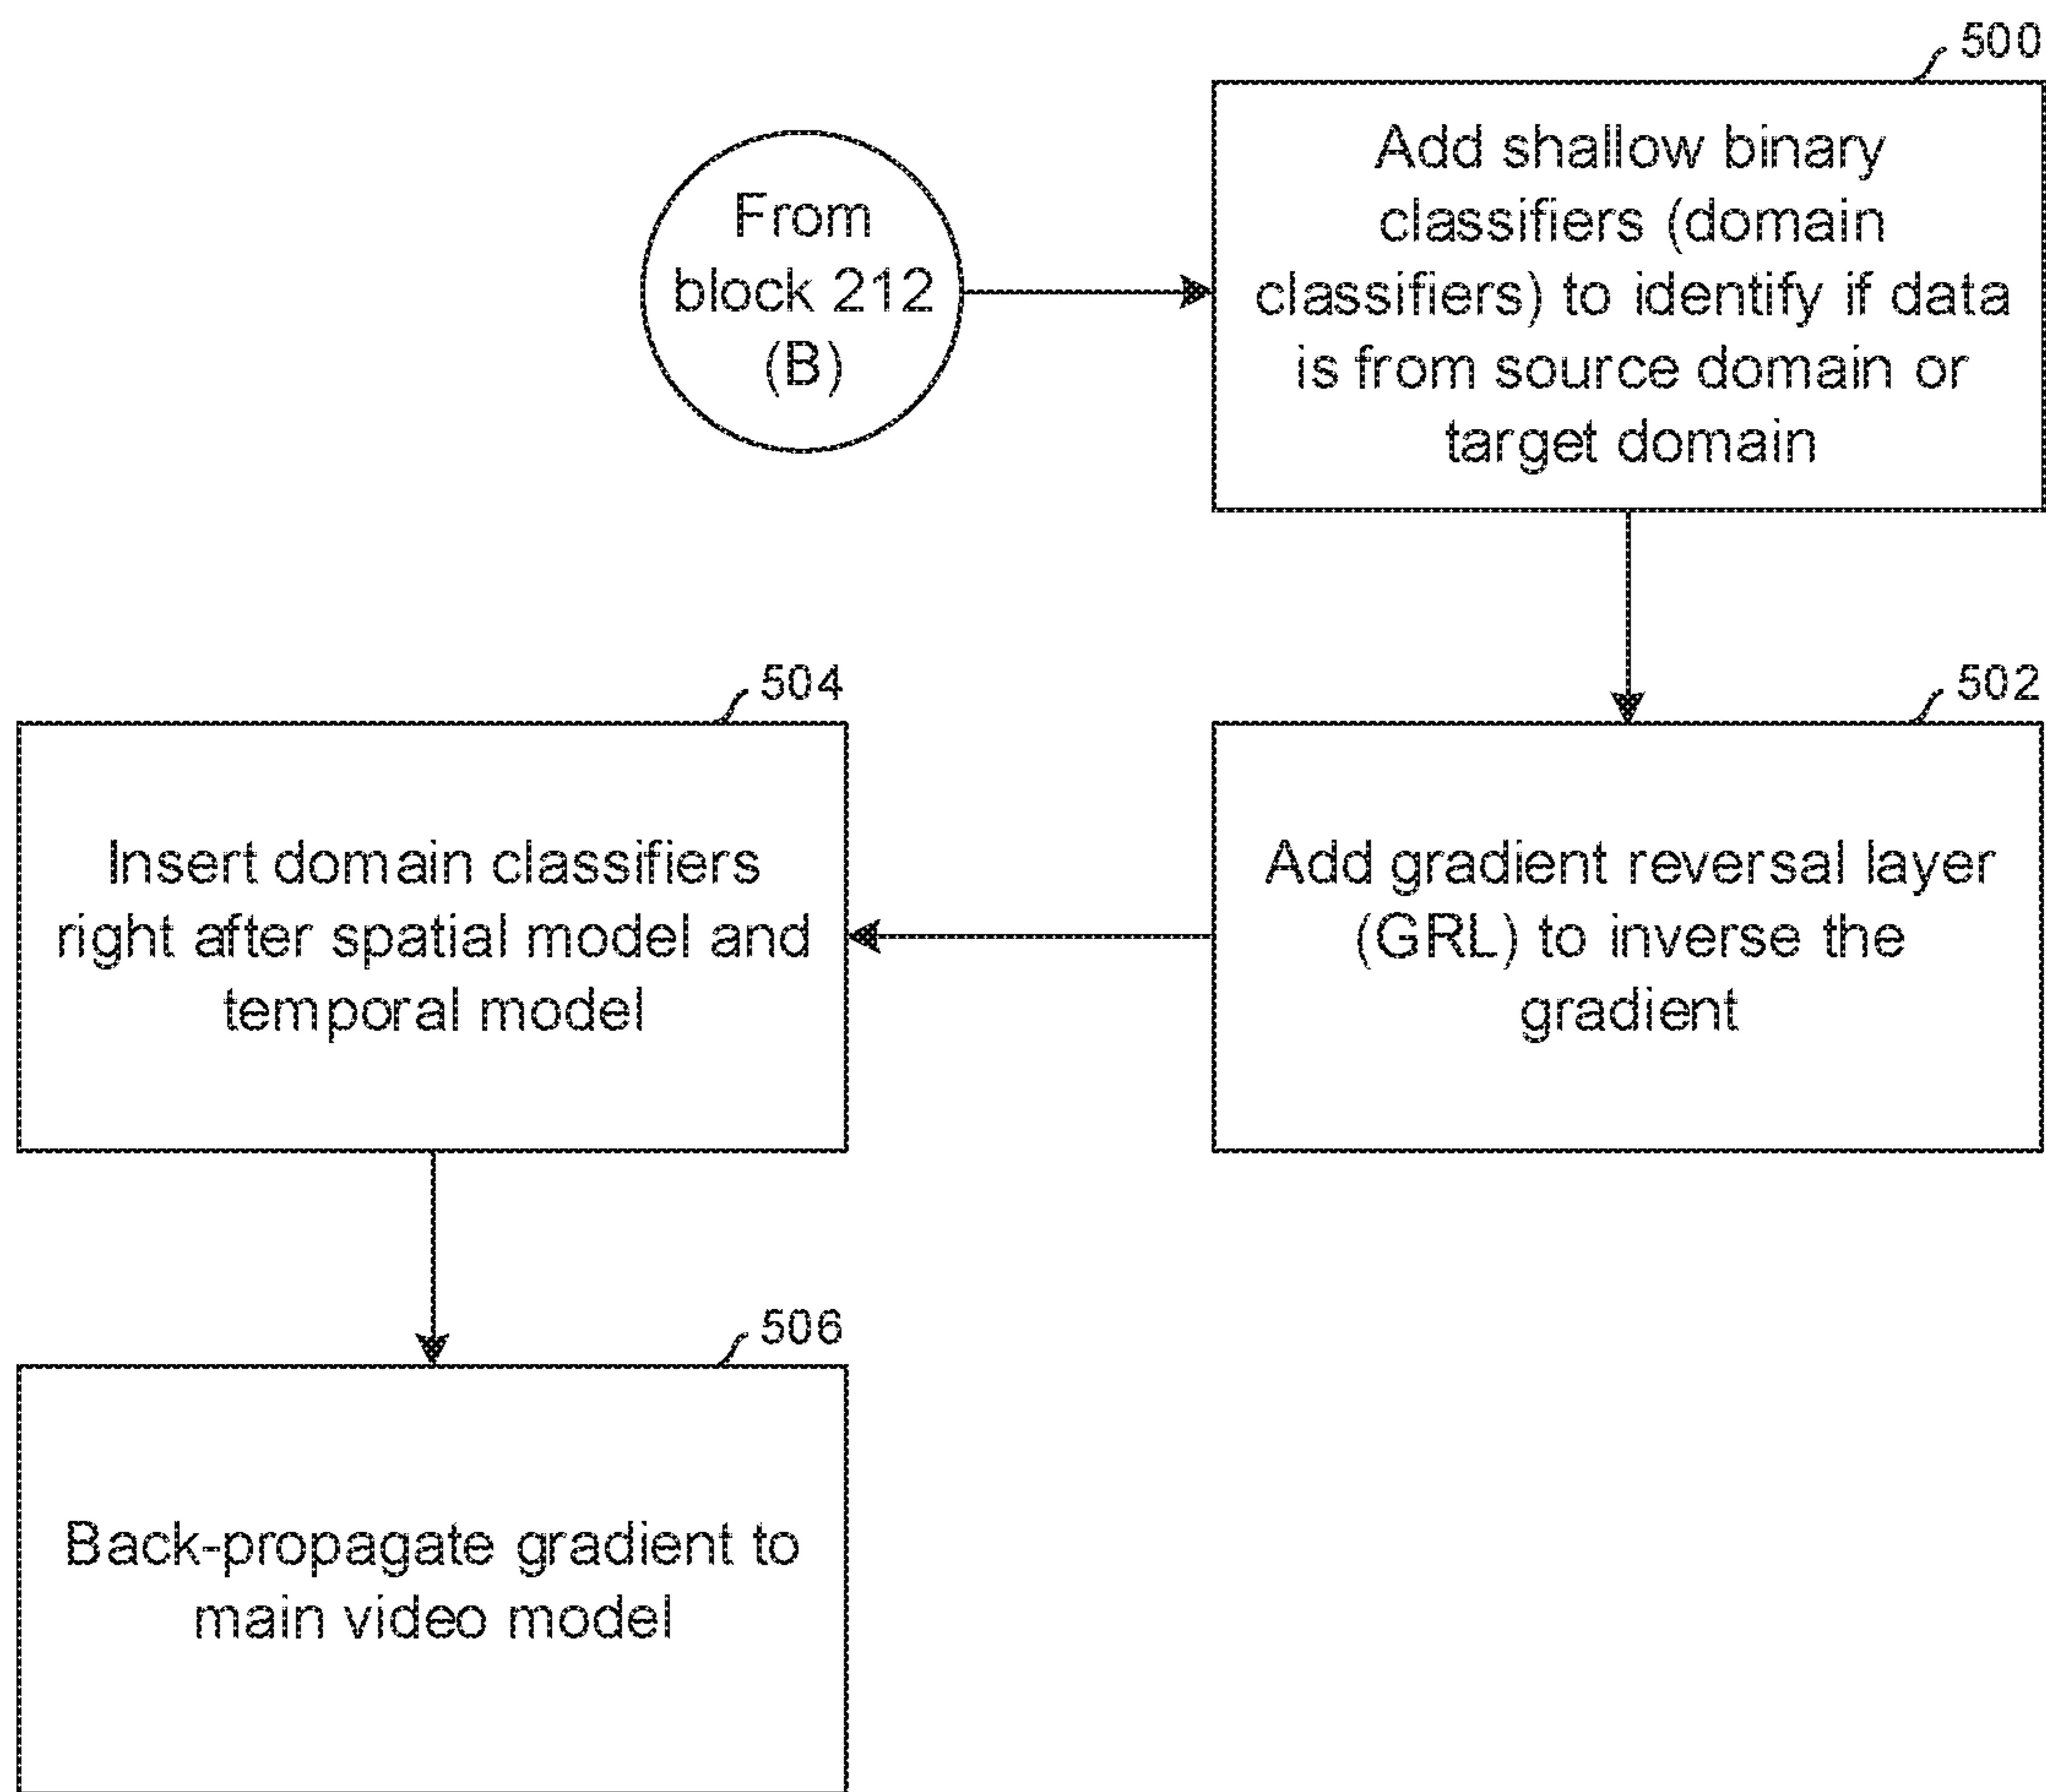 500
From
block 212
(B)
Add shallow binary
classifiers (domain
classifiers) to identify if data
is from source domain or
target domain
502
Add gradient reversal layer
(GRL) to inverse the
gradient
504
Insert domain classifiers
right after spatial model and
temporal model
506
Back-propagate gradient to
main video model